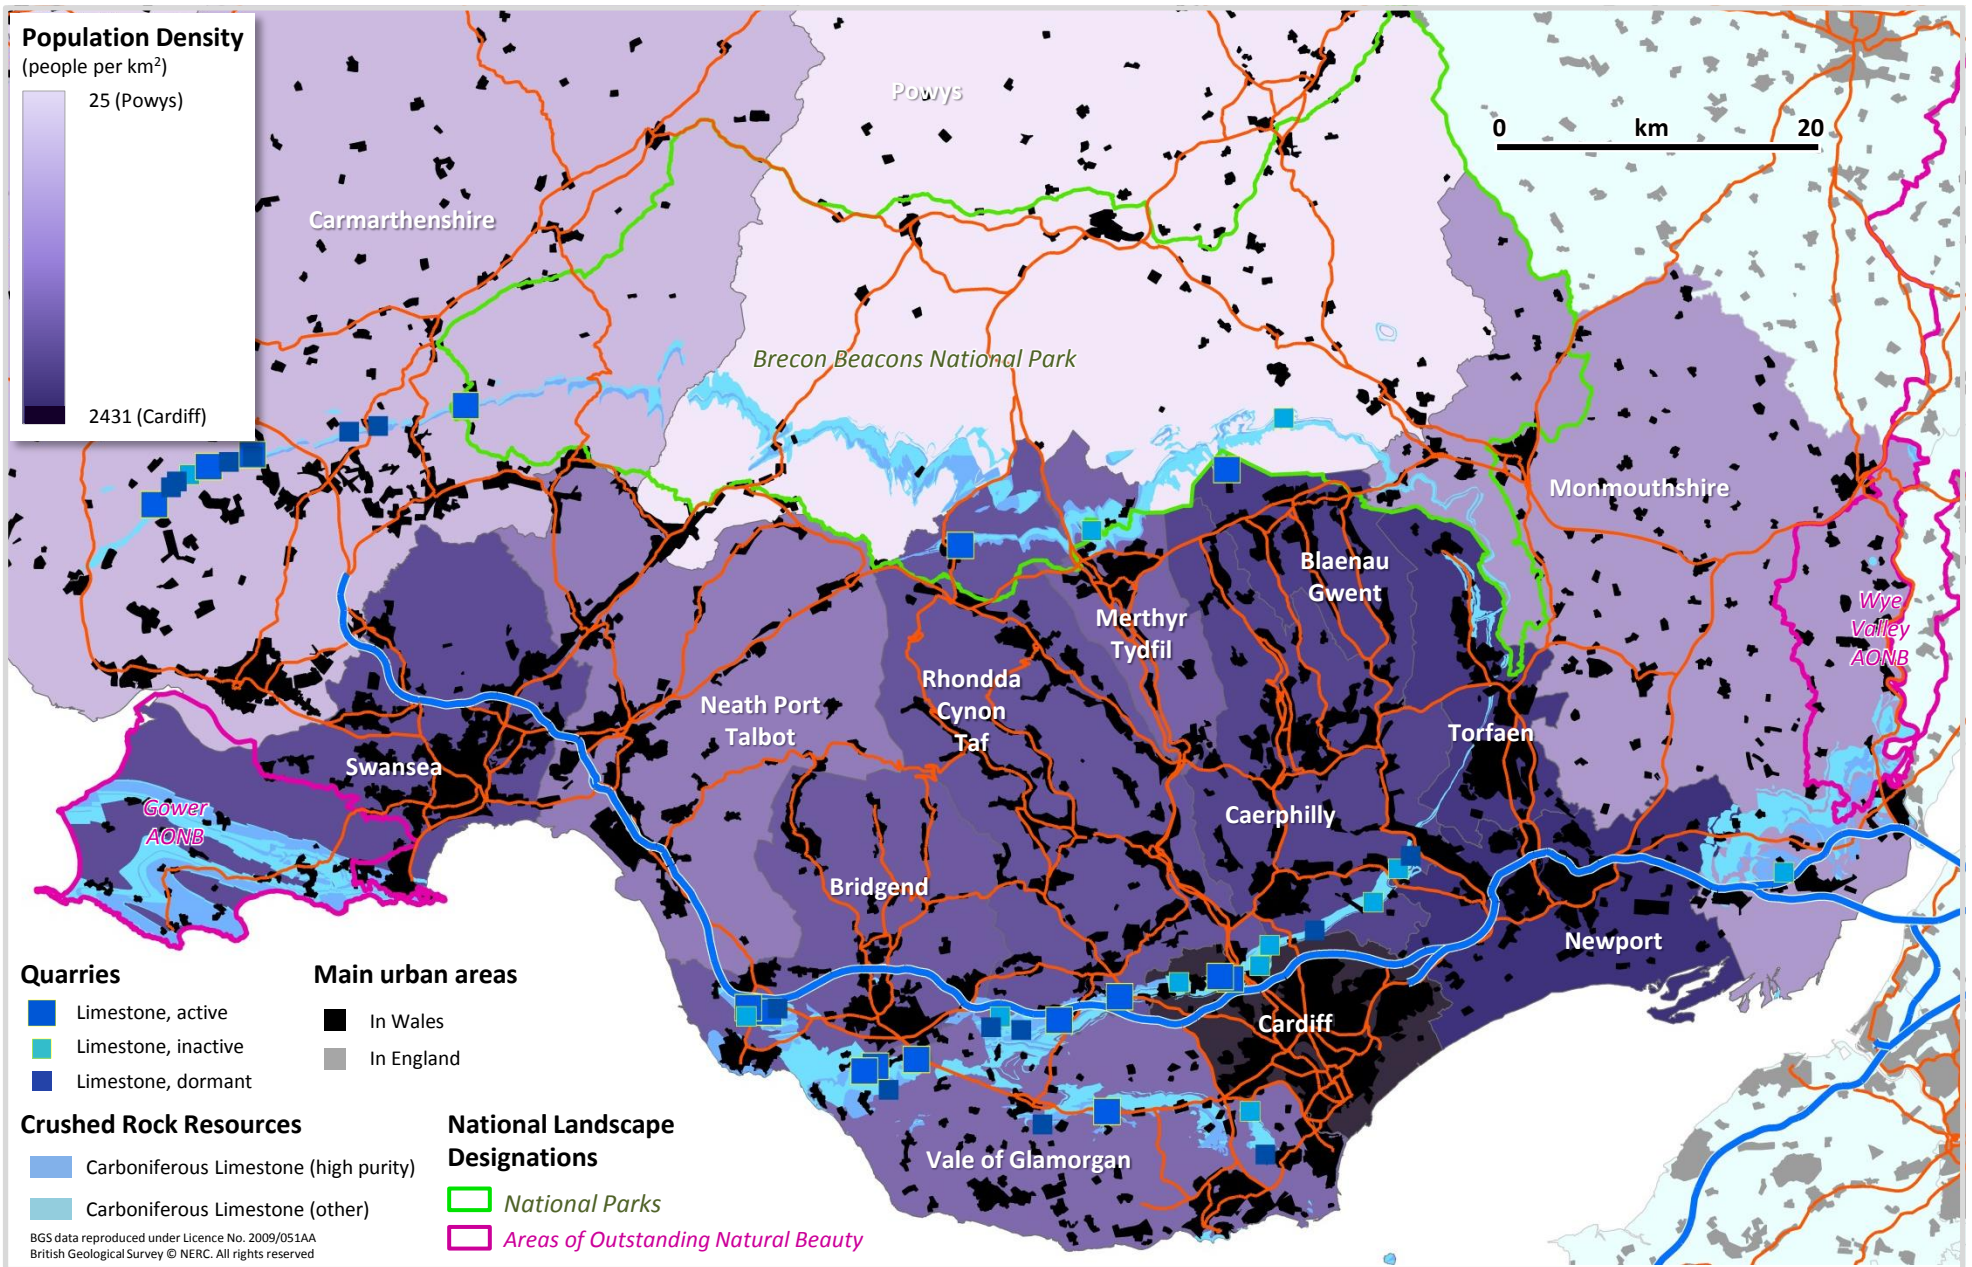 Population Density
(people per km²)
25 (Powys)
2431 (Cardiff)
Powys
0 km 20
Carmarthenshire
Brecon Beacons National Park
Monmouthshire
Blaenau
Gwent
Merthyr
Tydfil
Wye
Valley
AONB
Rhondda
Cynon
Taf
Neath Port
Talbot
Torfaen
Swansea
Gower
AONB
Caerphilly
Bridgend
Newport
Cardiff
Vale of Glamorgan
Quarries
Limestone, active
Limestone, inactive
Limestone, dormant
Main urban areas
In Wales
In England
Crushed Rock Resources
Carboniferous Limestone (high purity)
Carboniferous Limestone (other)
National Landscape
Designations
National Parks
Areas of Outstanding Natural Beauty
BGS data reproduced under Licence No. 2009/051AA
British Geological Survey © NERC. All rights reserved